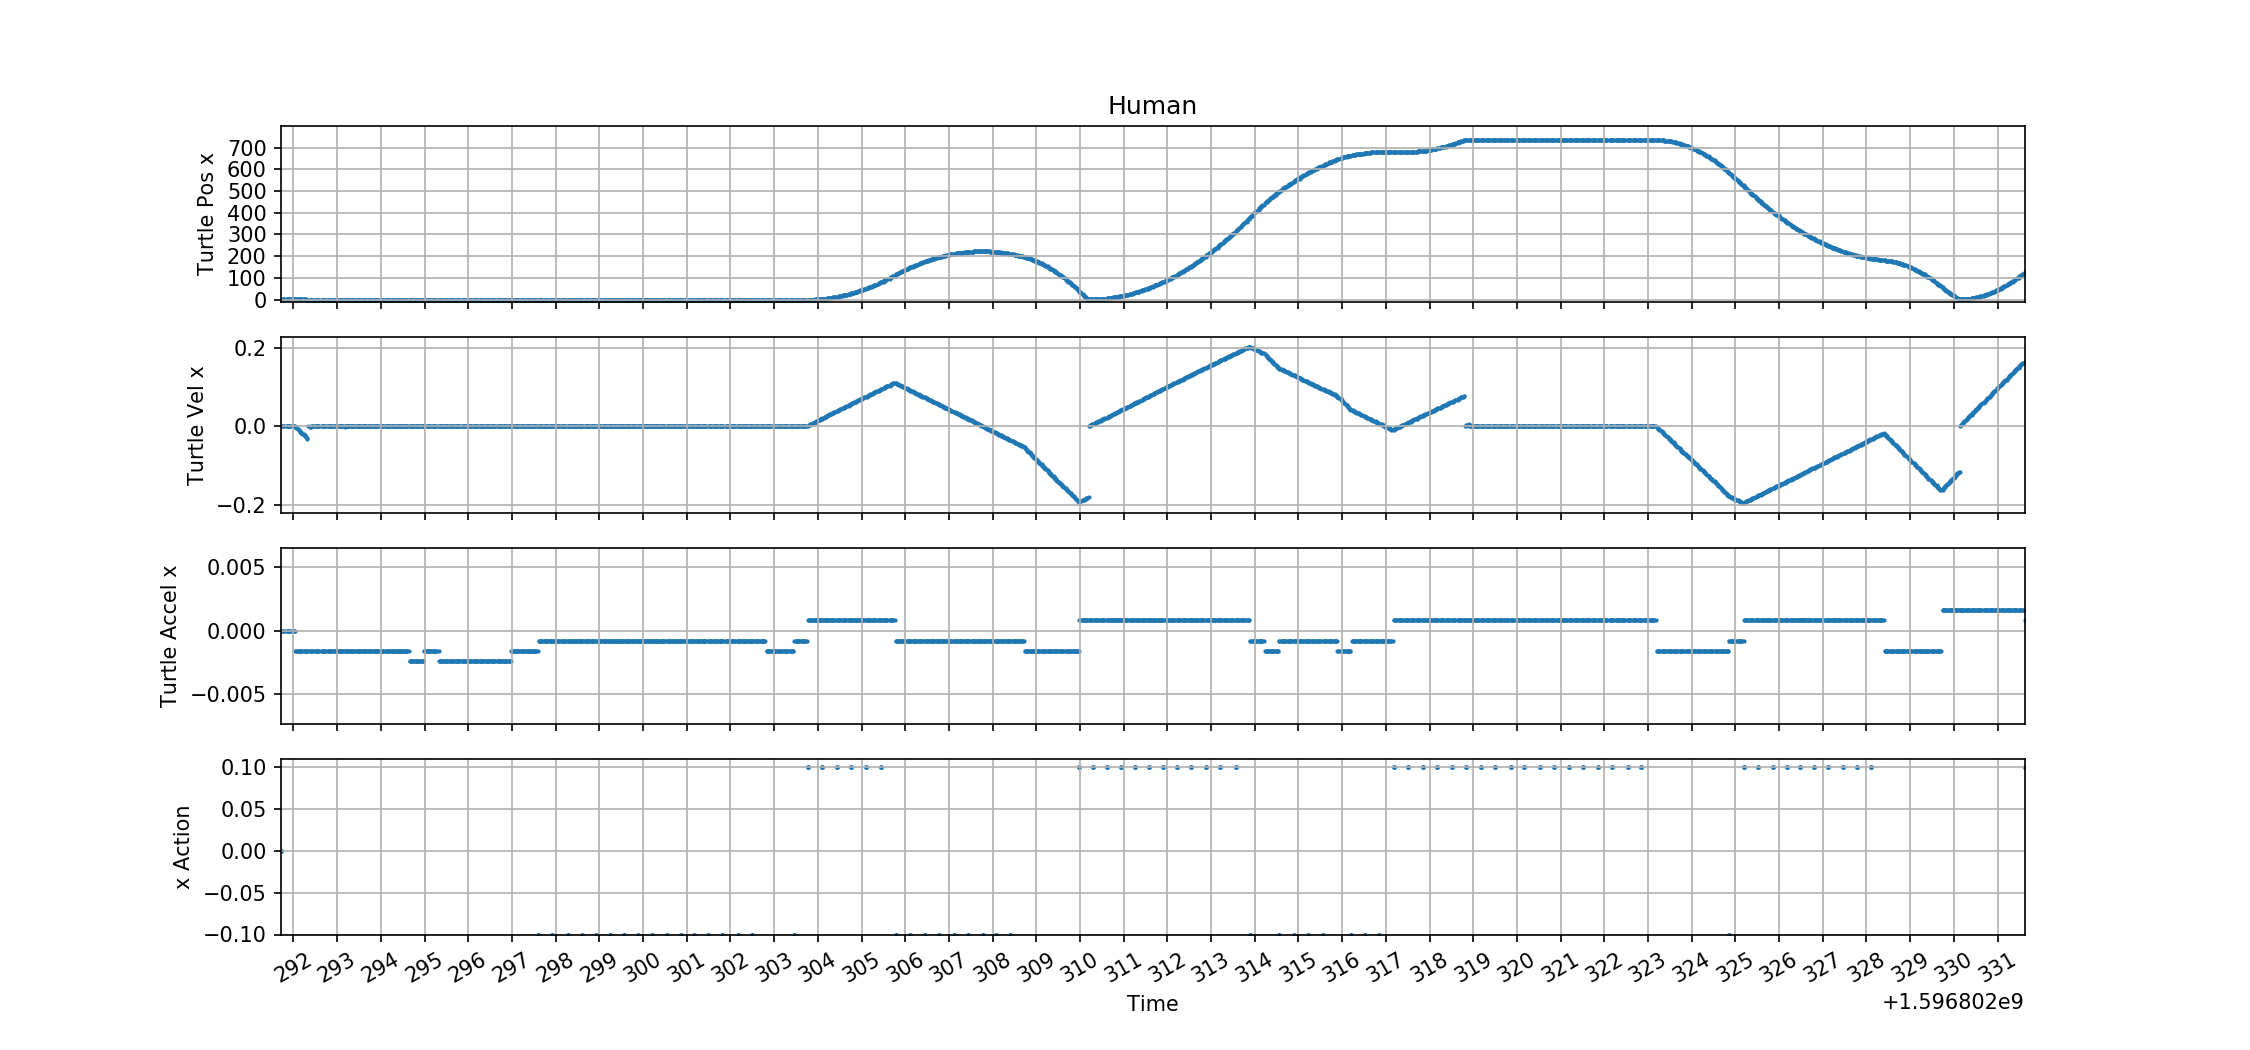 Human
Turtle Pos x
700
600
500
400
300
200
100
0
Turtle Vel x
0.2
0.0
−0.2
Turtle Accel x
0.005
0.000
−0.005
x Action
0.10
0.05
0.00
−0.05
−0.10
292 293 294 295 296 297 298 299 300 301 302 303 304 305 306 307 308 309 310 311 312 313 314 315 316 317 318 319 320 321 322 323 324 325 326 327 328 329 330 331
Time
+1.596802e9